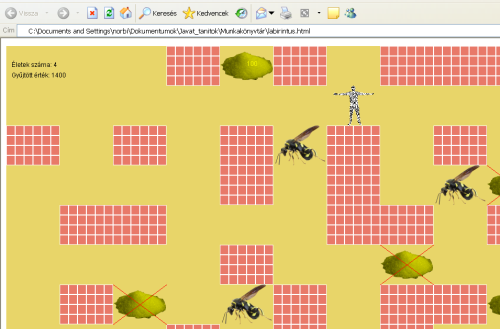 Vissza Keresés Kedvencek
Cím C:\Documents and Settings\norbi\Dokumentumok\Javat_tanitok\Munkakönyvtár\labirintus.html
Életek száma: 4
Gyűjtött érték: 1400
100